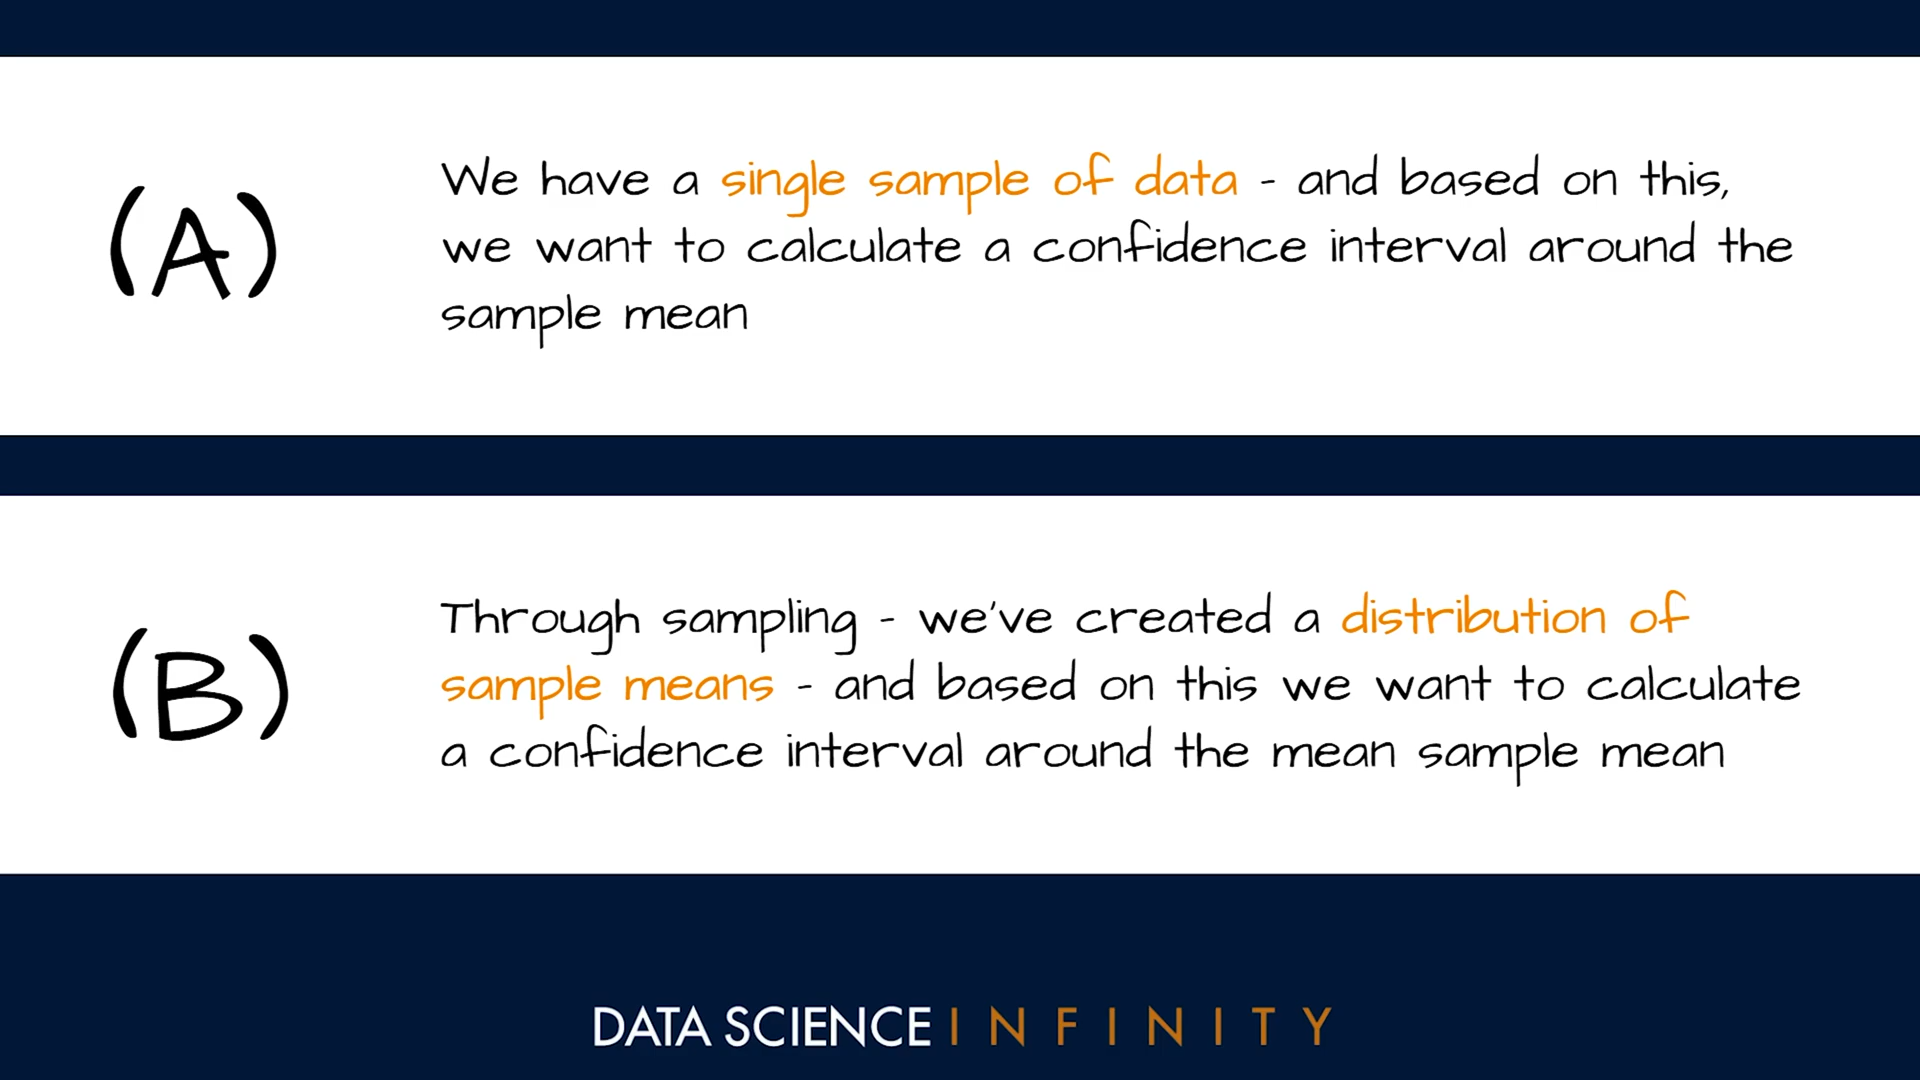 (A)
We have a single sample of data - and based on this,
we want to calculate a confidence interval around the
sample mean
(B)
Through sampling - we've created a distribution of
sample means - and based on this we want to calculate
a confidence interval around the mean sample mean
DATA SCIENCE INFINITY